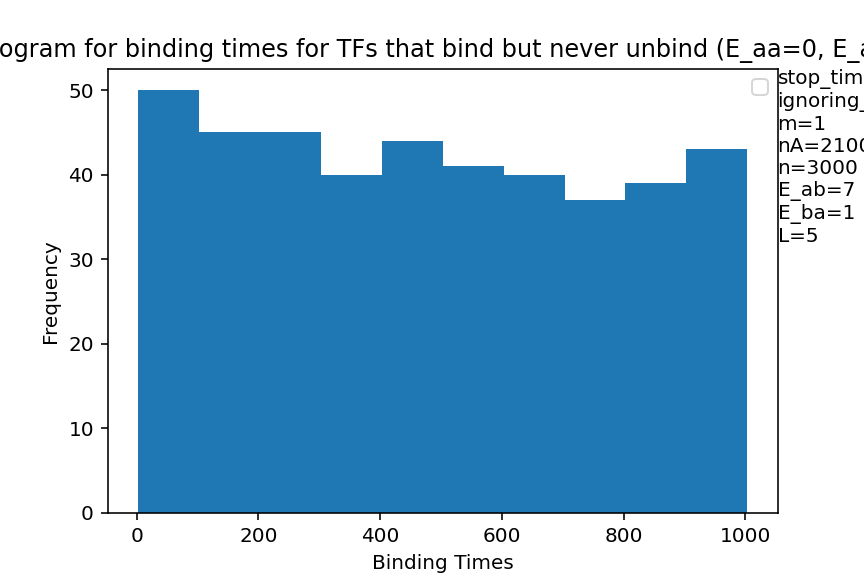 ogram for binding times for TFs that bind but never unbind (E_aa=0, E_a
stop_tim
ignoring_
m=1
nA=2100
n=3000
E_ab=7
E_ba=1
L=5
50
40
30
20
10
0
Frequency
0 200 400 600 800 1000
Binding Times